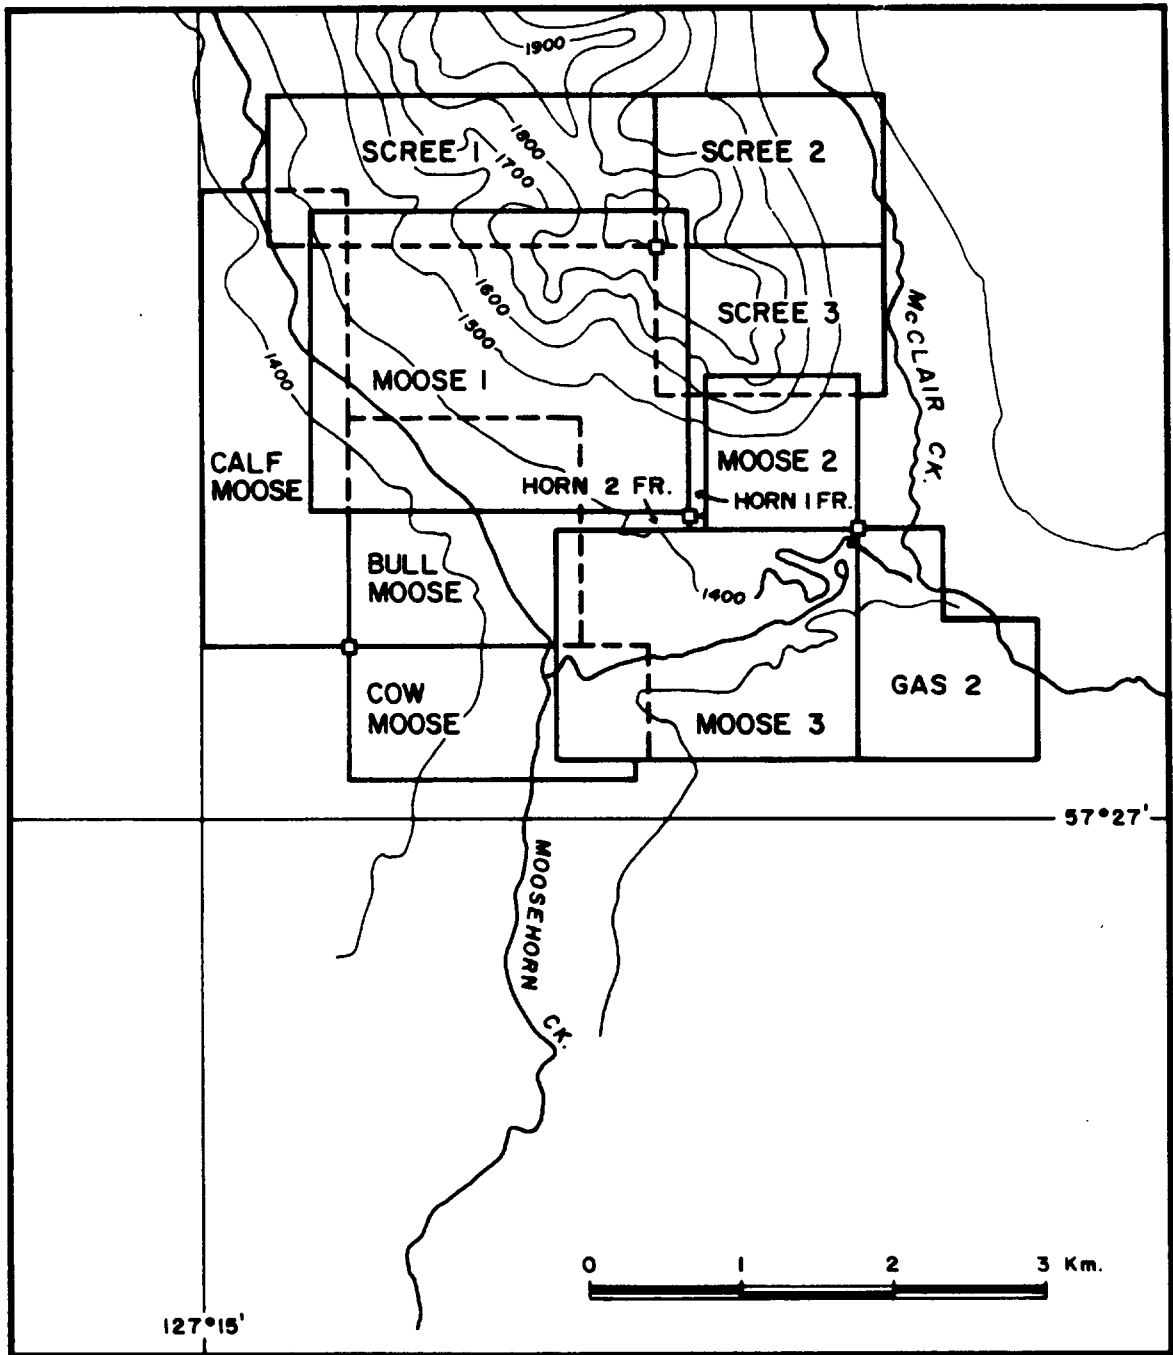 1900
SCREE 1
1800
1700
SCREE 2
1600
1500
SCREE 3
McCLAIR CK.
1400
MOOSE 1
CALF
MOOSE
MOOSE 2
HORN 2 FR.
HORN 1 FR.
BULL
MOOSE
1400
COW
MOOSE
MOOSE 3
GAS 2
57°27'
MOOSEHORN CK.
0 1 2 3 Km.
127°15'